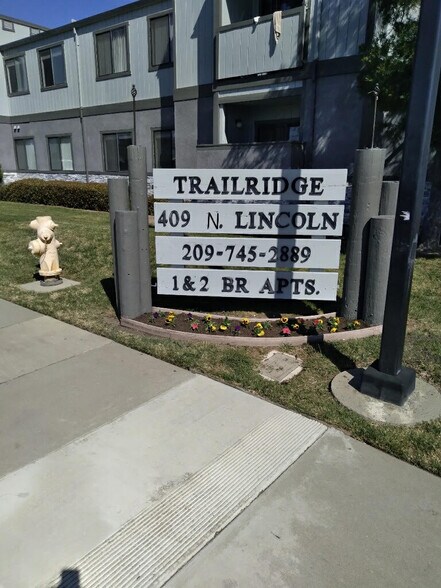 TRAILRIDGE
409 N. LINCOLN
209-745-2889
1&2 BR APTS.